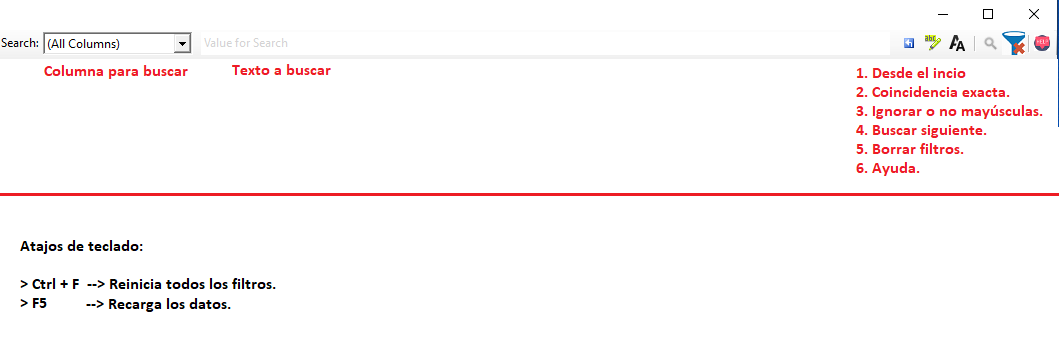 Search: (All Columns) Value for Search
Columna para buscar Texto a buscar
1. Desde el incio
2. Coincidencia exacta.
3. Ignorar o no mayúsculas.
4. Buscar siguiente.
5. Borrar filtros.
6. Ayuda.
Atajos de teclado:
> Ctrl + F --> Reinicia todos los filtros.
> F5 --> Recarga los datos.